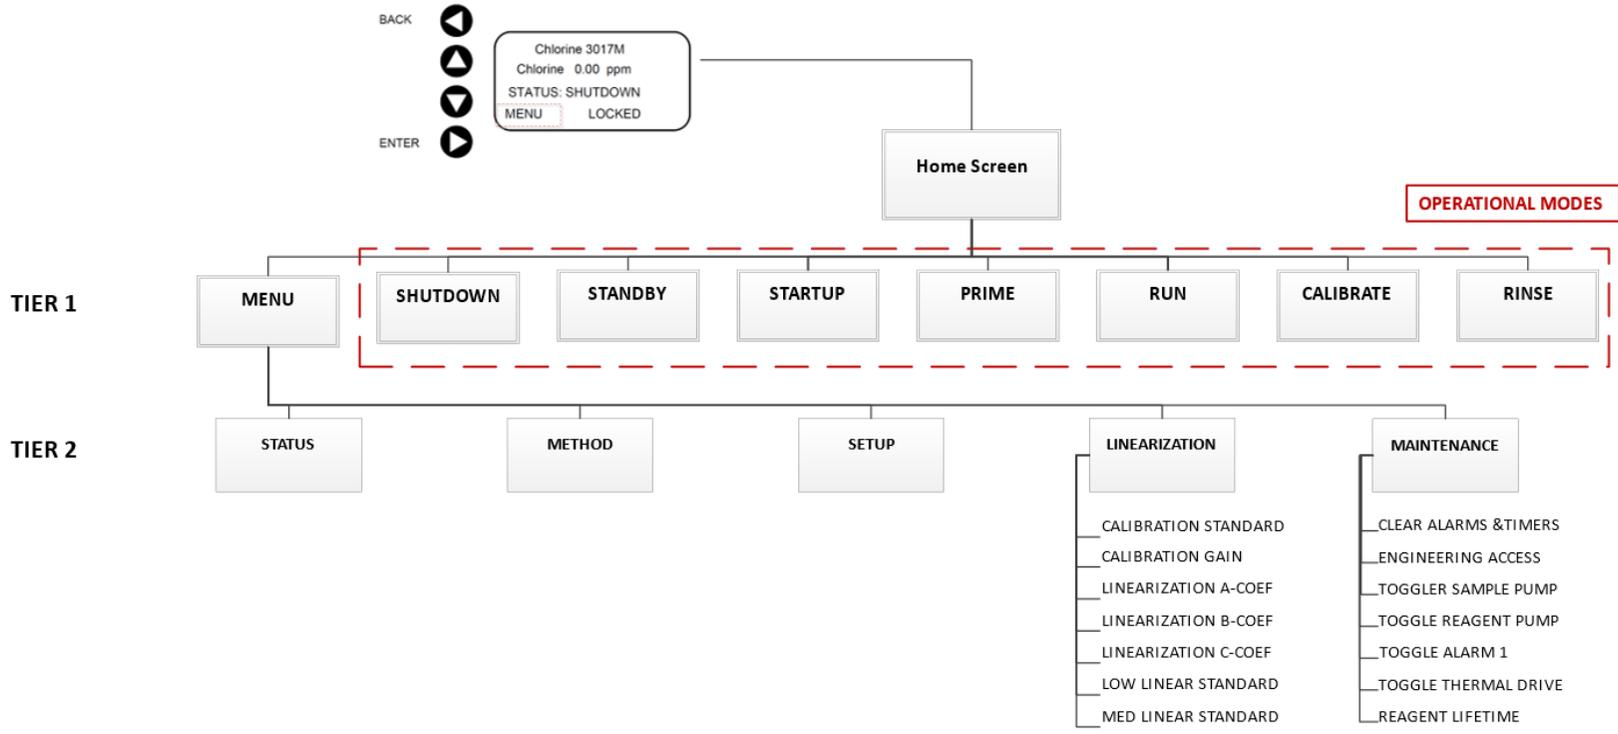 BACK
Chlorine 3017M
Chlorine 0.00 ppm
STATUS: SHUTDOWN
MENU LOCKED
ENTER
Home Screen
OPERATIONAL MODES
TIER 1
MENU
SHUTDOWN
STANDBY
STARTUP
PRIME
RUN
CALIBRATE
RINSE
TIER 2
STATUS
METHOD
SETUP
LINEARIZATION
CALIBRATION STANDARD
CALIBRATION GAIN
LINEARIZATION A-COEF
LINEARIZATION B-COEF
LINEARIZATION C-COEF
LOW LINEAR STANDARD
MED LINEAR STANDARD
MAINTENANCE
CLEAR ALARMS &TIMERS
ENGINEERING ACCESS
TOGGLER SAMPLE PUMP
TOGGLE REAGENT PUMP
TOGGLE ALARM 1
TOGGLE THERMAL DRIVE
REAGENT LIFETIME